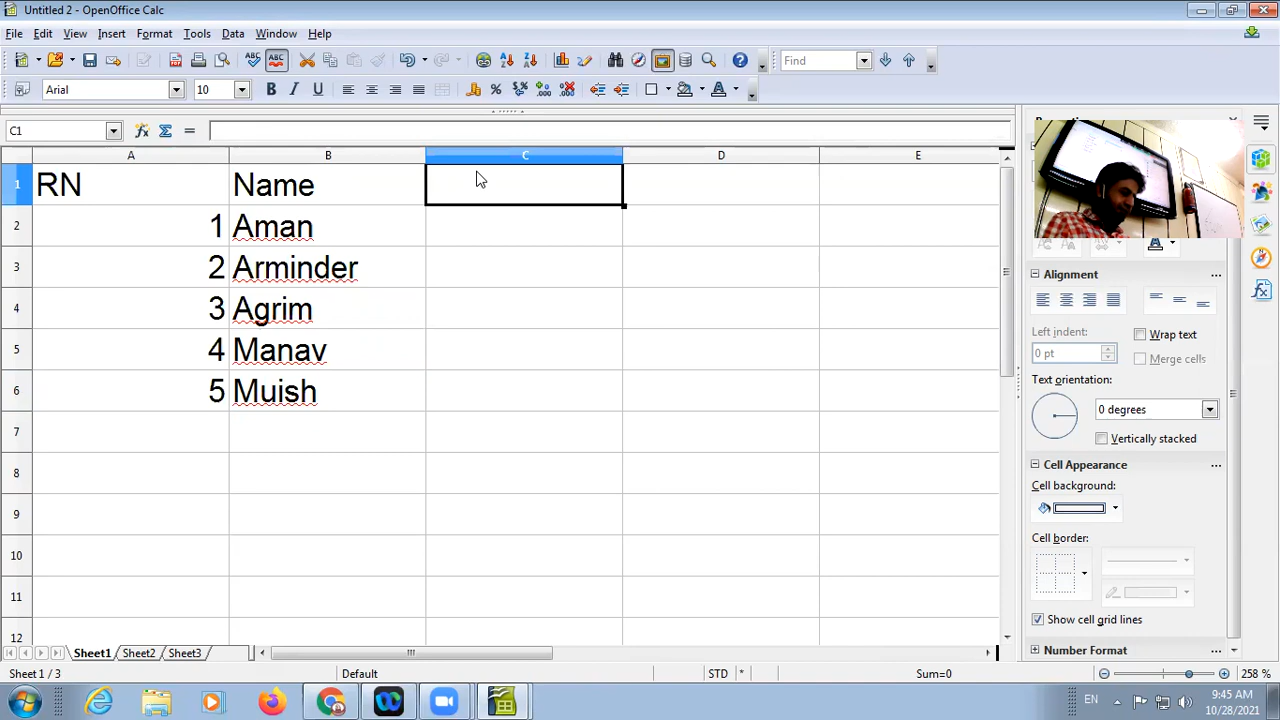 Untitled 2 - OpenOffice Calc
File Edit View Insert Format Tools Data Window Help
Find
Arial 10
C1
A B C D E
1 RN Name
2 1 Aman
3 2 Arminder
4 3 Agrim
5 4 Manav
6 5 Muish
7
8
9
10
11
12
Alignment
Left indent:
0 pt
Wrap text
Merge cells
Text orientation:
0 degrees
Vertically stacked
Cell Appearance
Cell background:
Cell border:
Show cell grid lines
Number Format
Sheet1 Sheet2 Sheet3
Sheet 1 / 3 Default STD * Sum=0 258 %
EN 9:45 AM
10/28/2021